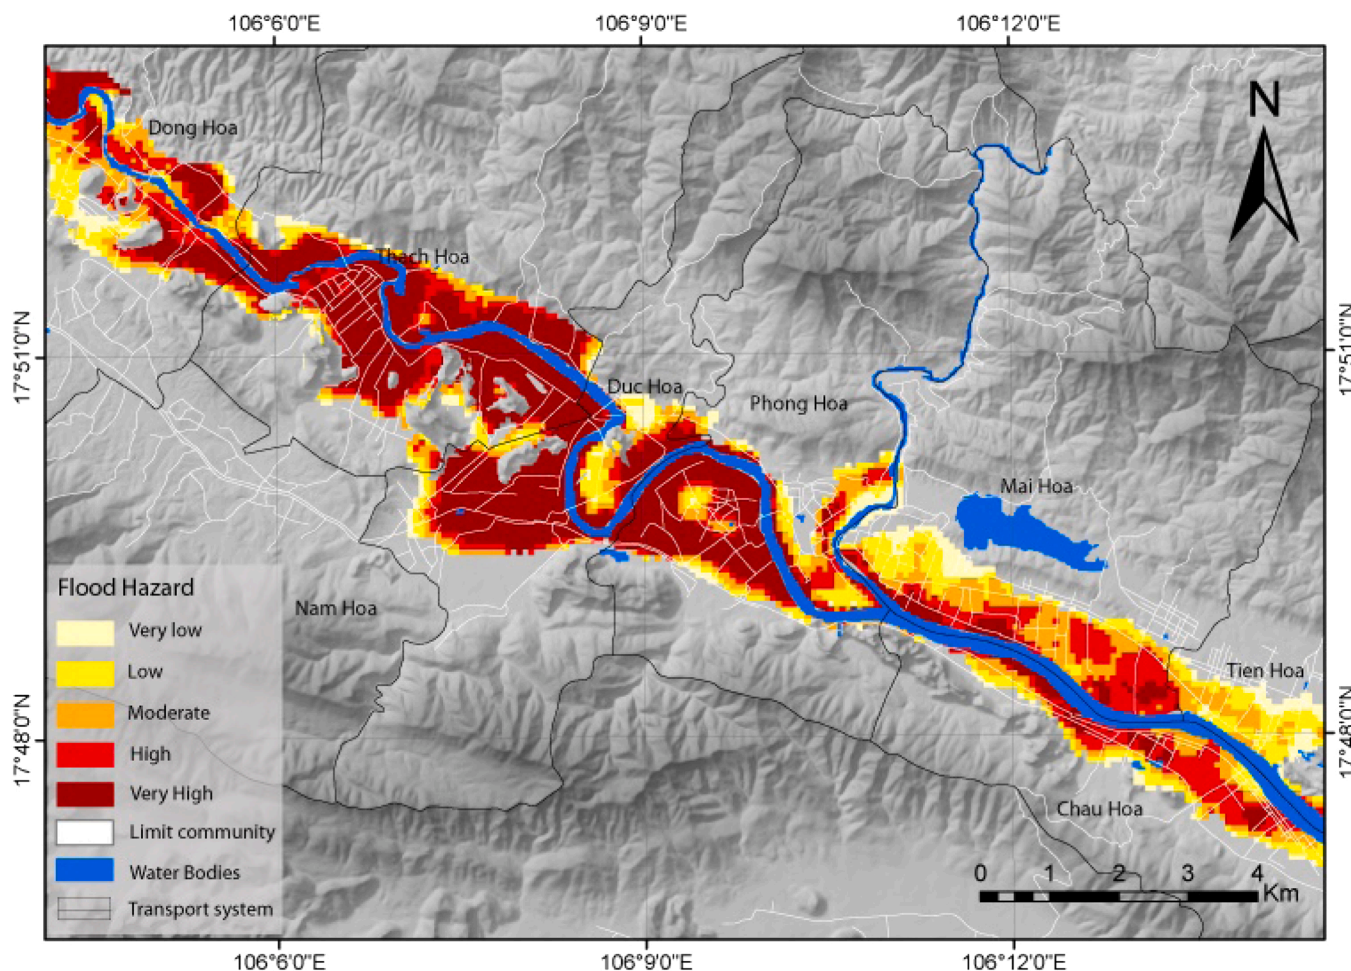 106°6'0"E
106°9'0"E
106°12'0"E
N
Dong Hoa
Thach Hoa
17°51'0"N
17°51'0"N
Duc Hoa
Phong Hoa
Mai Hoa
Flood Hazard
Very low
Low
Moderate
High
Very High
Limit community
Water Bodies
Transport system
Nam Hoa
Tien Hoa
17°48'0"N
17°48'0"N
Chau Hoa
0 1 2 3 4
Km
106°6'0"E
106°9'0"E
106°12'0"E